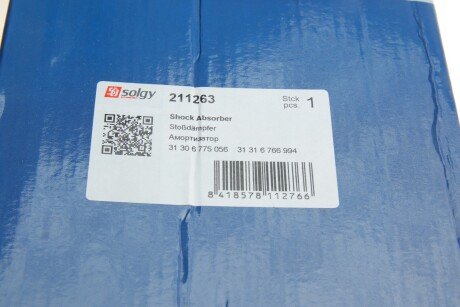 solgy
211263
Stck
pcs. 1
Shock Absorber
Stoßdämpfer
Амортизатор
31 30 6 775 056 31 31 6 766 994
8 418578 112766